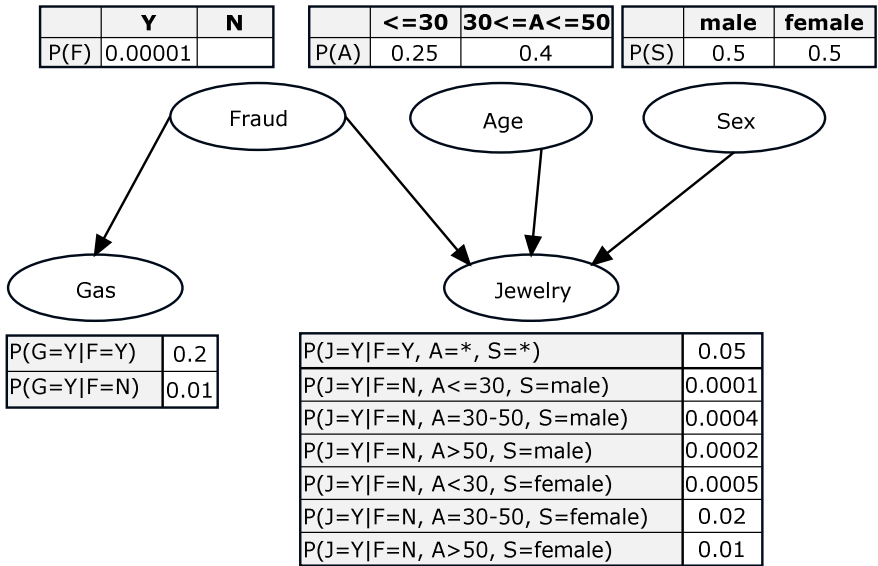 Y N
P(F) 0.00001
<=30 30<=A<=50
P(A) 0.25 0.4
male female
P(S) 0.5 0.5
Fraud
Age
Sex
Gas
Jewelry
P(G=Y|F=Y) 0.2
P(G=Y|F=N) 0.01
P(J=Y|F=Y, A=*, S=*) 0.05
P(J=Y|F=N, A<=30, S=male) 0.0001
P(J=Y|F=N, A=30-50, S=male) 0.0004
P(J=Y|F=N, A>50, S=male) 0.0002
P(J=Y|F=N, A<30, S=female) 0.0005
P(J=Y|F=N, A=30-50, S=female) 0.02
P(J=Y|F=N, A>50, S=female) 0.01